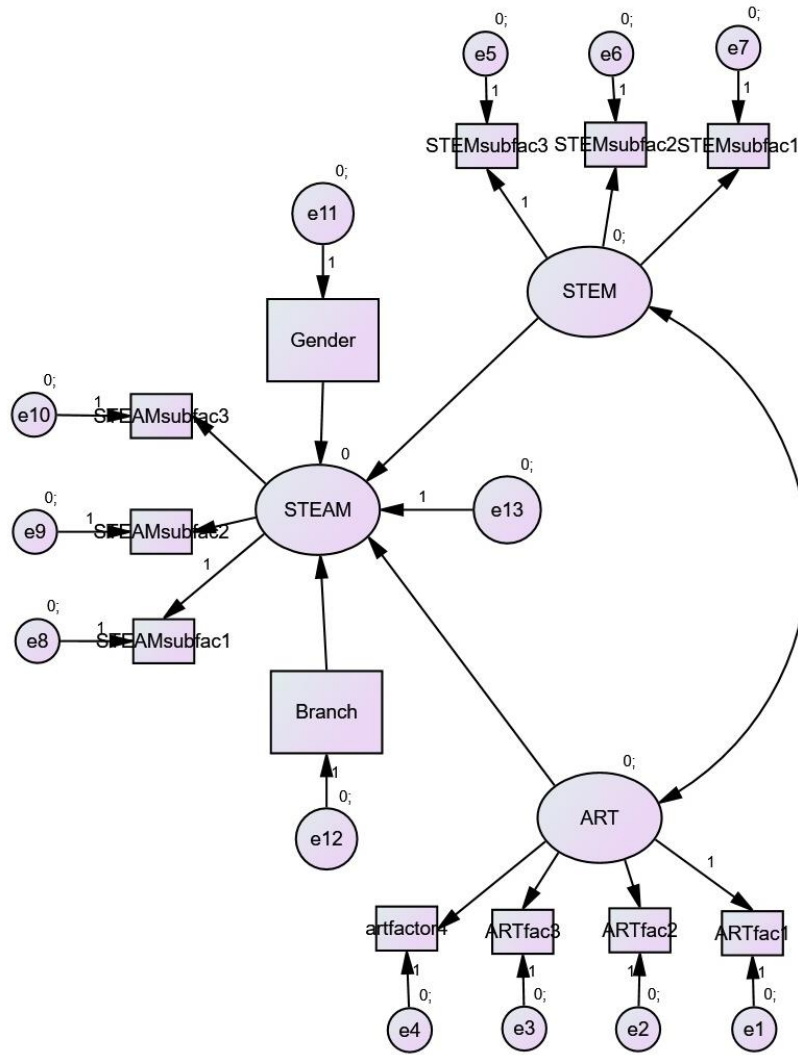 0;
0;
0;
e5
e6
e7
1
1
1
STEMsubfac3
STEMsubfac2
STEMsubfac1
0;
e11
1
1
0;
STEM
Gender
0;
e10
1
STEAMsubfac3
0
0;
STEAM
1
e13
0;
e9
1
STEAMsubfac2
1
0;
e8
1
STEAMsubfac1
Branch
1
0;
e12
0;
ART
1
artfactor4
ARTfac3
ARTfac2
ARTfac1
1
1
1
1
0;
0;
0;
0;
e4
e3
e2
e1